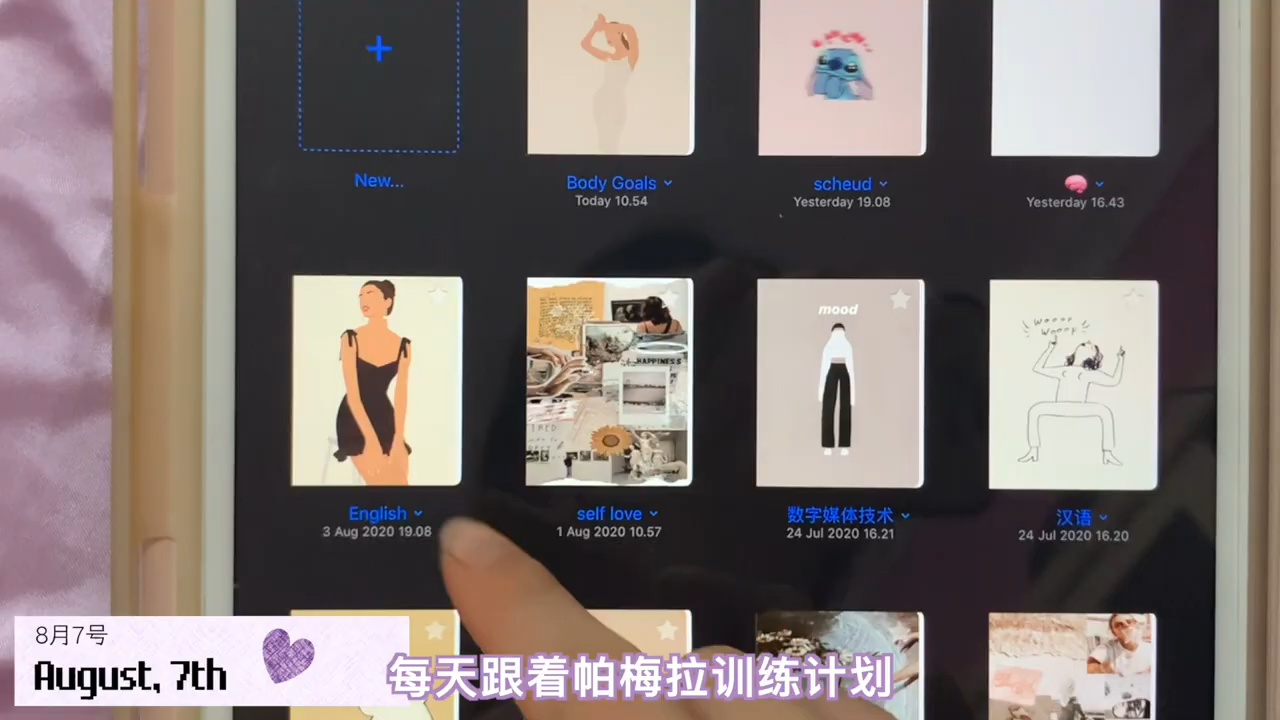 New...
Body Goals
Today 10.54
scheud
Yesterday 19.08
Yesterday 16.43
HAPPINESS
mood
Woooo
Woooop
English
3 Aug 2020 19.08
self love
1 Aug 2020 10.57
数字媒体技术
24 Jul 2020 16.21
汉语
24 Jul 2020 16.20
8月7号
August, 7th
每天跟着帕梅拉训练计划